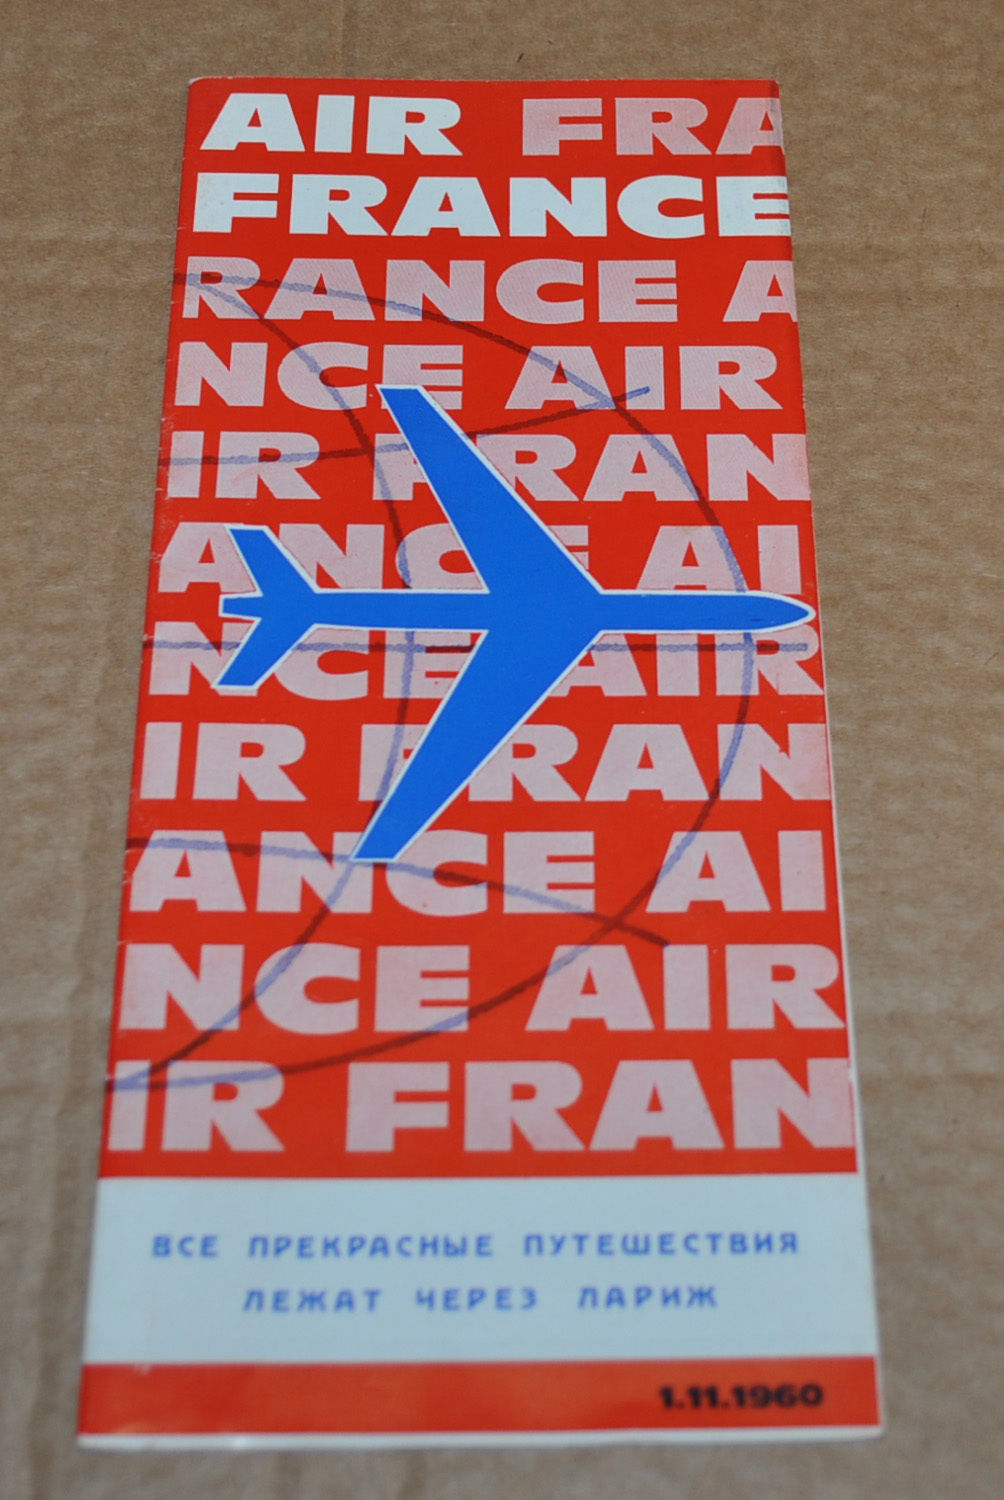 AIR FRA
FRANCE
RANCE A
NCE AIR
IR FRAN
ANCE AI
NCE AIR
IR FRAN
ANCE AI
NCE AIR
IR FRAN
ВСЕ ПРЕКРАСНЫЕ ПУТЕШЕСТВИЯ
ЛЕЖАТ ЧЕРЕЗ ПАРИЖ
1.11.1960